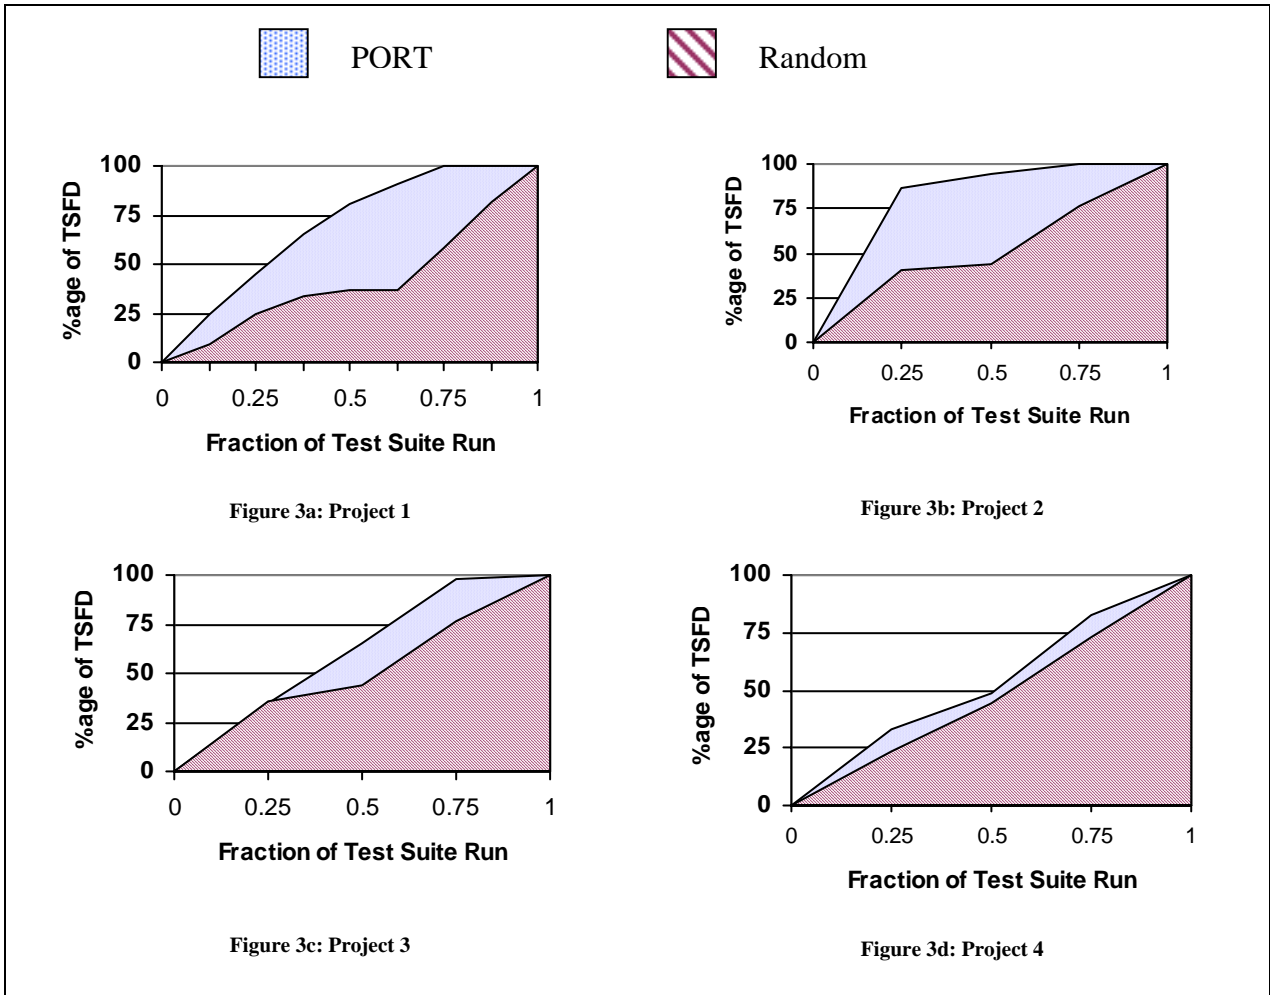 PORT
Random
100
75
50
25
0
%age of TSFD
0 0.25 0.5 0.75 1
Fraction of Test Suite Run
Figure 3a: Project 1
100
75
50
25
0
%age of TSFD
0 0.25 0.5 0.75 1
Fraction of Test Suite Run
Figure 3b: Project 2
100
75
50
25
0
%age of TSFD
0 0.25 0.5 0.75 1
Fraction of Test Suite Run
Figure 3c: Project 3
100
75
50
25
0
%age of TSFD
0 0.25 0.5 0.75 1
Fraction of Test Suite Run
Figure 3d: Project 4